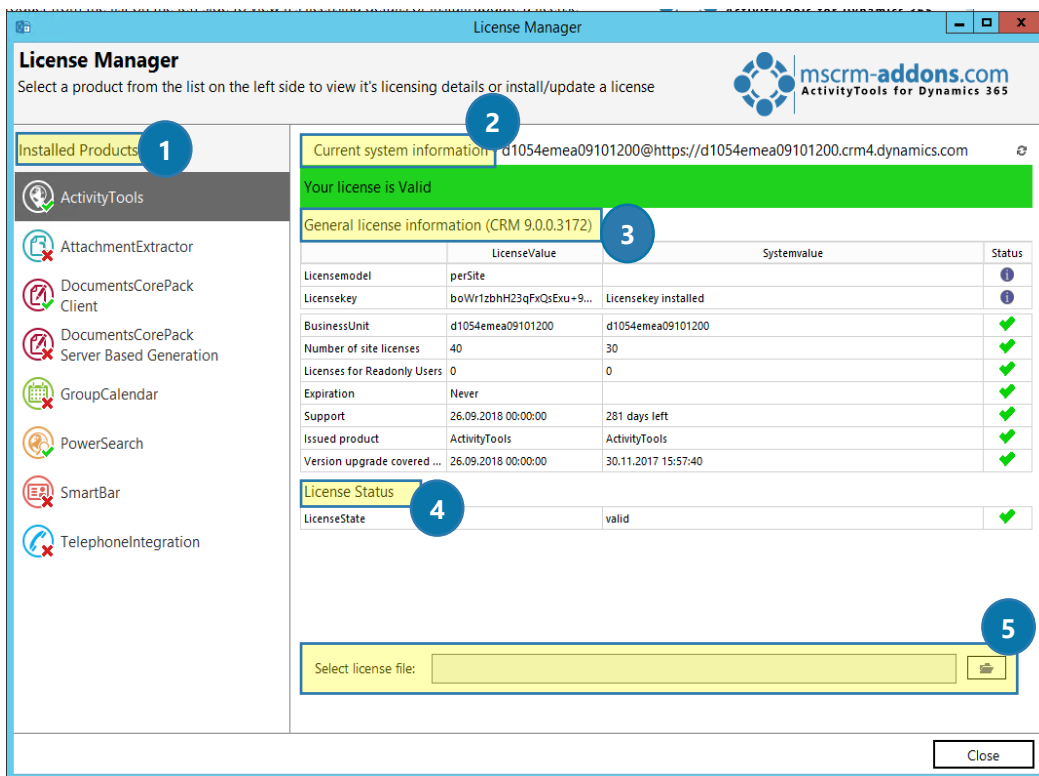 License Manager
License Manager
Select a product from the list on the left side to view it's licensing details or install/update a license
mscrm-addons.com
ActivityTools for Dynamics 365
Installed Products
1
2
Current system information d1054emea09101200@https://d1054emea09101200.crm4.dynamics.com
Your license is Valid
ActivityTools
AttachmentExtractor
DocumentsCorePack
Client
DocumentsCorePack
Server Based Generation
GroupCalendar
PowerSearch
SmartBar
TelephoneIntegration
General license information (CRM 9.0.0.3172)
3
LicenseValue Systemvalue Status
Licensemodel perSite
Licensekey boWr1zbhH23qFxQsExu+9... Licensekey installed
BusinessUnit d1054emea09101200 d1054emea09101200
Number of site licenses 40 30
Licenses for Readonly Users 0 0
Expiration Never
Support 26.09.2018 00:00:00 281 days left
Issued product ActivityTools ActivityTools
Version upgrade covered ... 26.09.2018 00:00:00 30.11.2017 15:57:40
License Status
4
LicenseState valid
5
Select license file:
Close